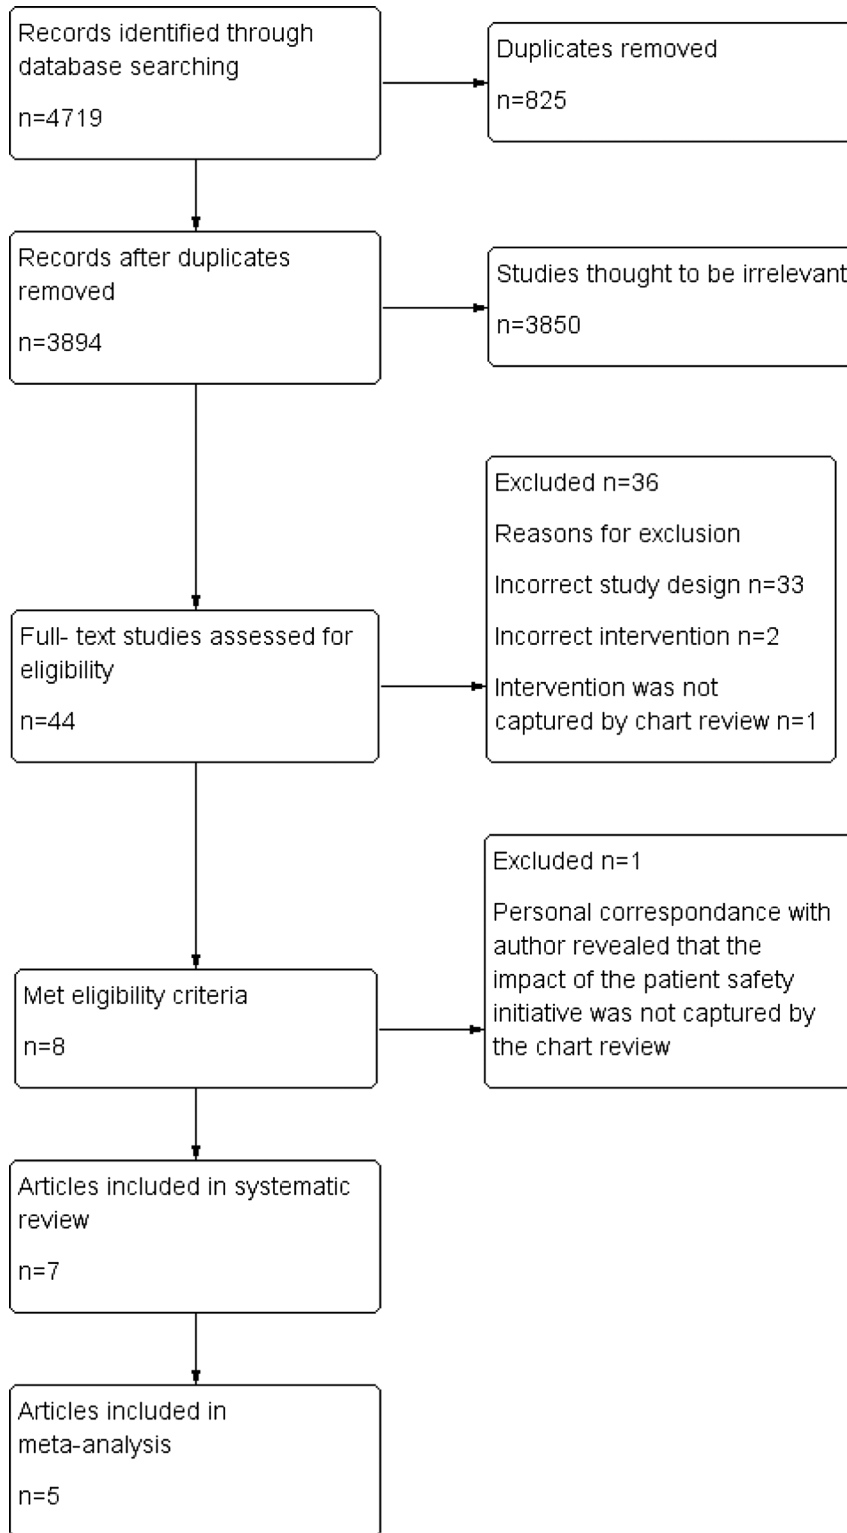 Records identified through
database searching
n=4719
Duplicates removed
n=825
Records after duplicates
removed
n=3894
Studies thought to be irrelevant
n=3850
Excluded n=36
Reasons for exclusion
Incorrect study design n=33
Incorrect intervention n=2
Intervention was not
captured by chart review n=1
Full- text studies assessed for
eligibility
n=44
Excluded n=1
Personal correspondance with
author revealed that the
impact of the patient safety
initiative was not captured by
the chart review
Met eligibility criteria
n=8
Articles included in systematic
review
n=7
Articles included in
meta-analysis
n=5